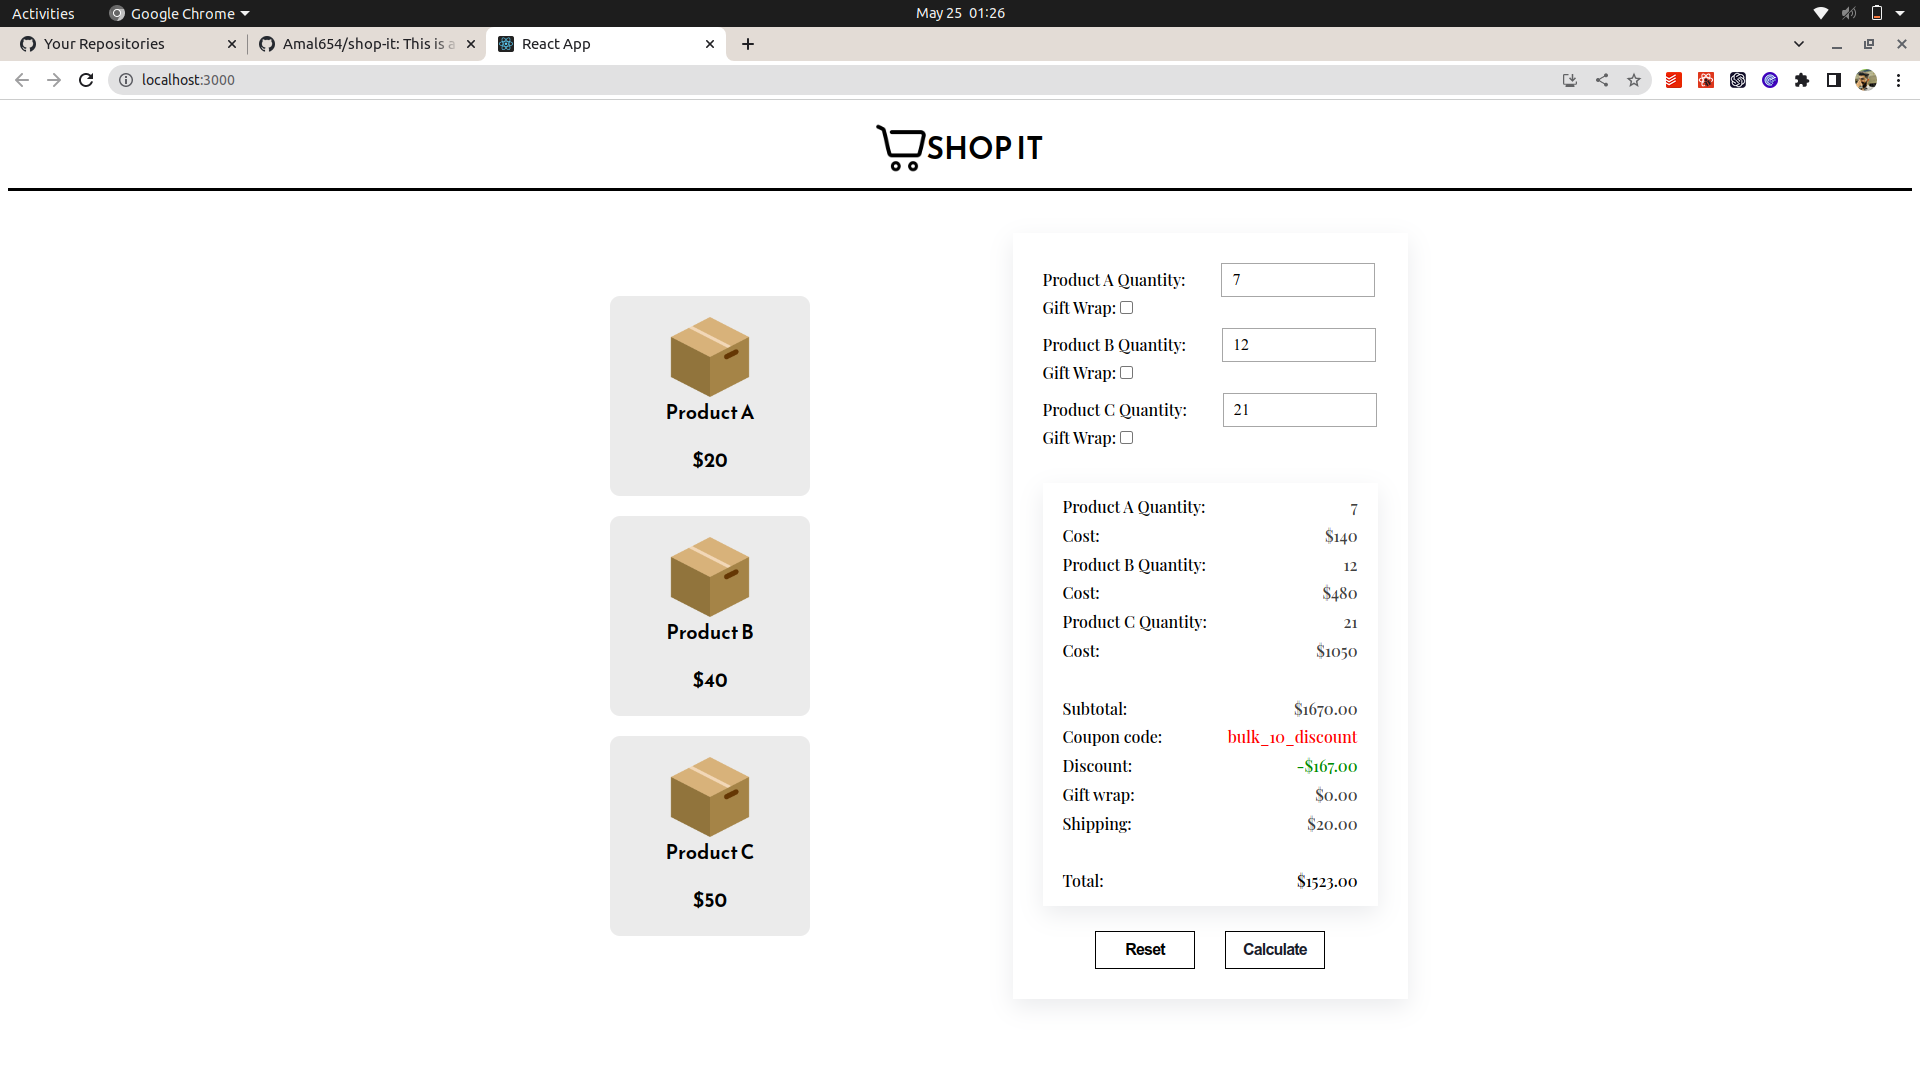 Activities Google Chrome May 25 01:26
Your Repositories Amal654/shop-it: This is a React App
localhost:3000
SHOP IT
Product A
$20
Product B
$40
Product C
$50
Product A Quantity: 7
Gift Wrap:
Product B Quantity: 12
Gift Wrap:
Product C Quantity: 21
Gift Wrap:
Product A Quantity: 7
Cost: $140
Product B Quantity: 12
Cost: $480
Product C Quantity: 21
Cost: $1050
Subtotal: $1670.00
Coupon code: bulk_10_discount
Discount: -$167.00
Gift wrap: $0.00
Shipping: $20.00
Total: $1523.00
Reset Calculate